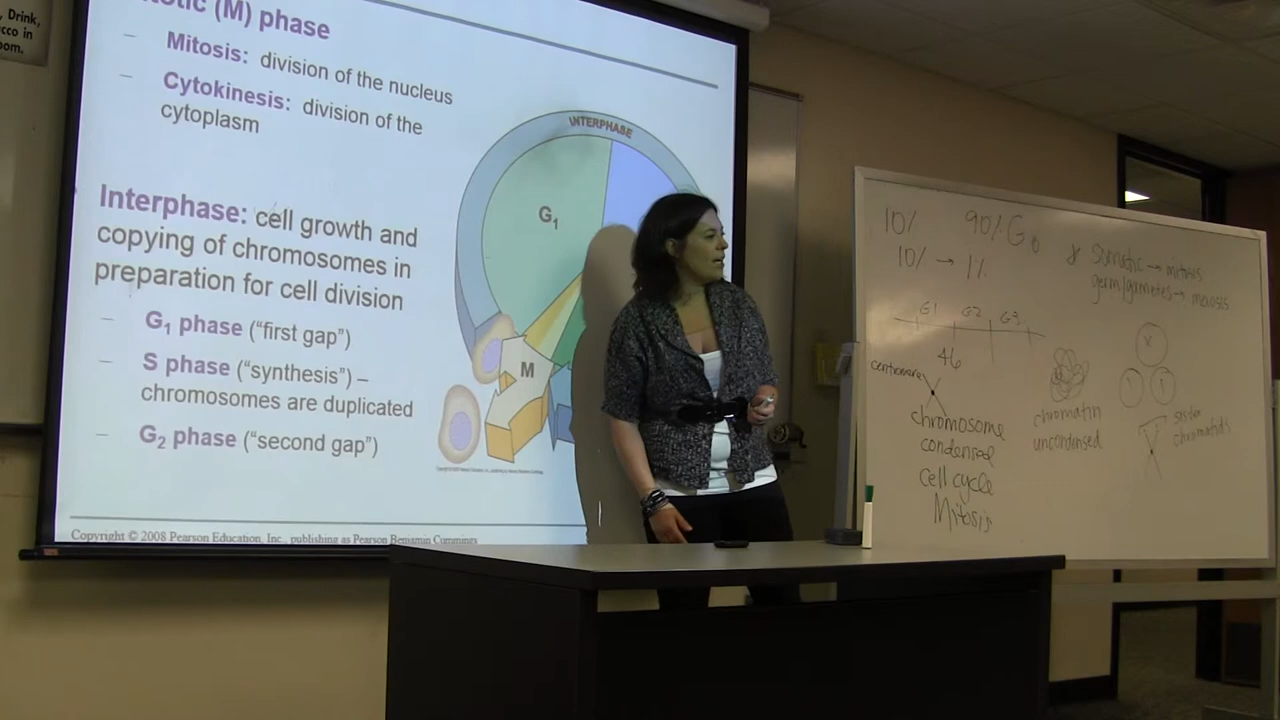 , Drink,
cco in
oom.
totic (M) phase
– Mitosis: division of the nucleus
– Cytokinesis: division of the
cytoplasm
Interphase: cell growth and
copying of chromosomes in
preparation for cell division
– G₁ phase (“first gap”)
– S phase (“synthesis”) –
chromosomes are duplicated
– G₂ phase (“second gap”)
INTERPHASE
G₁
M
Copyright © 2008 Pearson Education, Inc., publishing as Pearson Benjamin Cummings
10% 90% G₀
10% → 1%
somatic → mitosis
germ/gametes → meiosis
G1 G2 G3
46
centromere
chromosome
condensed
cell cycle
Mitosis
chromatin
uncondensed
sister
chromatids